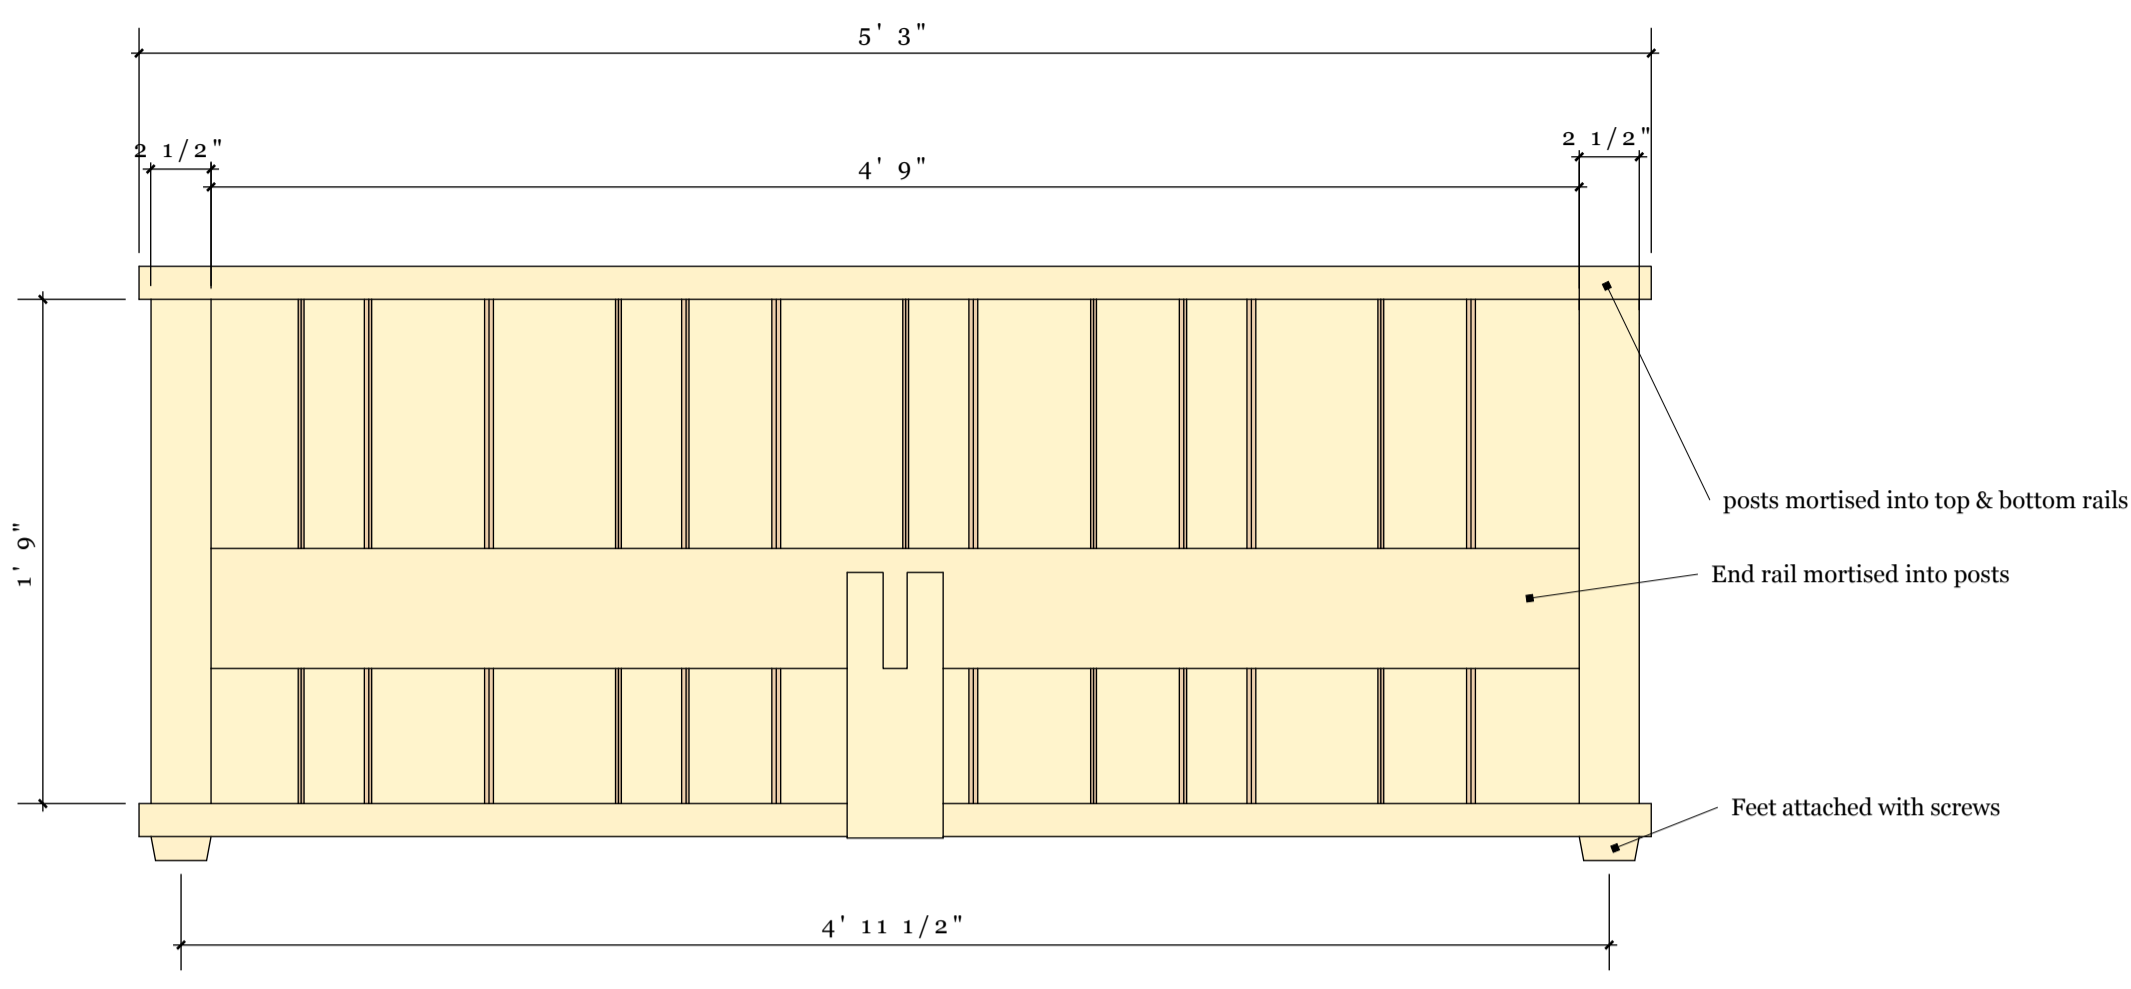 5' 3"
2 1/2"
2 1/2"
4' 9"
1' 9"
posts mortised into top & bottom rails
End rail mortised into posts
Feet attached with screws
4' 11 1/2"